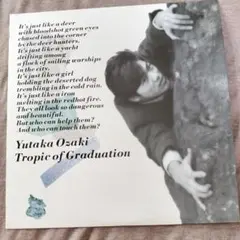 It's just like a deer
with bloodshot green eyes
chased into the corner
by the deer hunters.
It's just like a yacht
drifting among
a flock of sailing worships
in the city.
It's just like a girl
holding the deserted dog
trembling in the cold rain.
It's just like a iron
melting in the redhot fire.
They all look so dangerous
and beautiful.
But who can help them?
And who can touch them?
Yutaka Ozaki
Tropic of Graduation